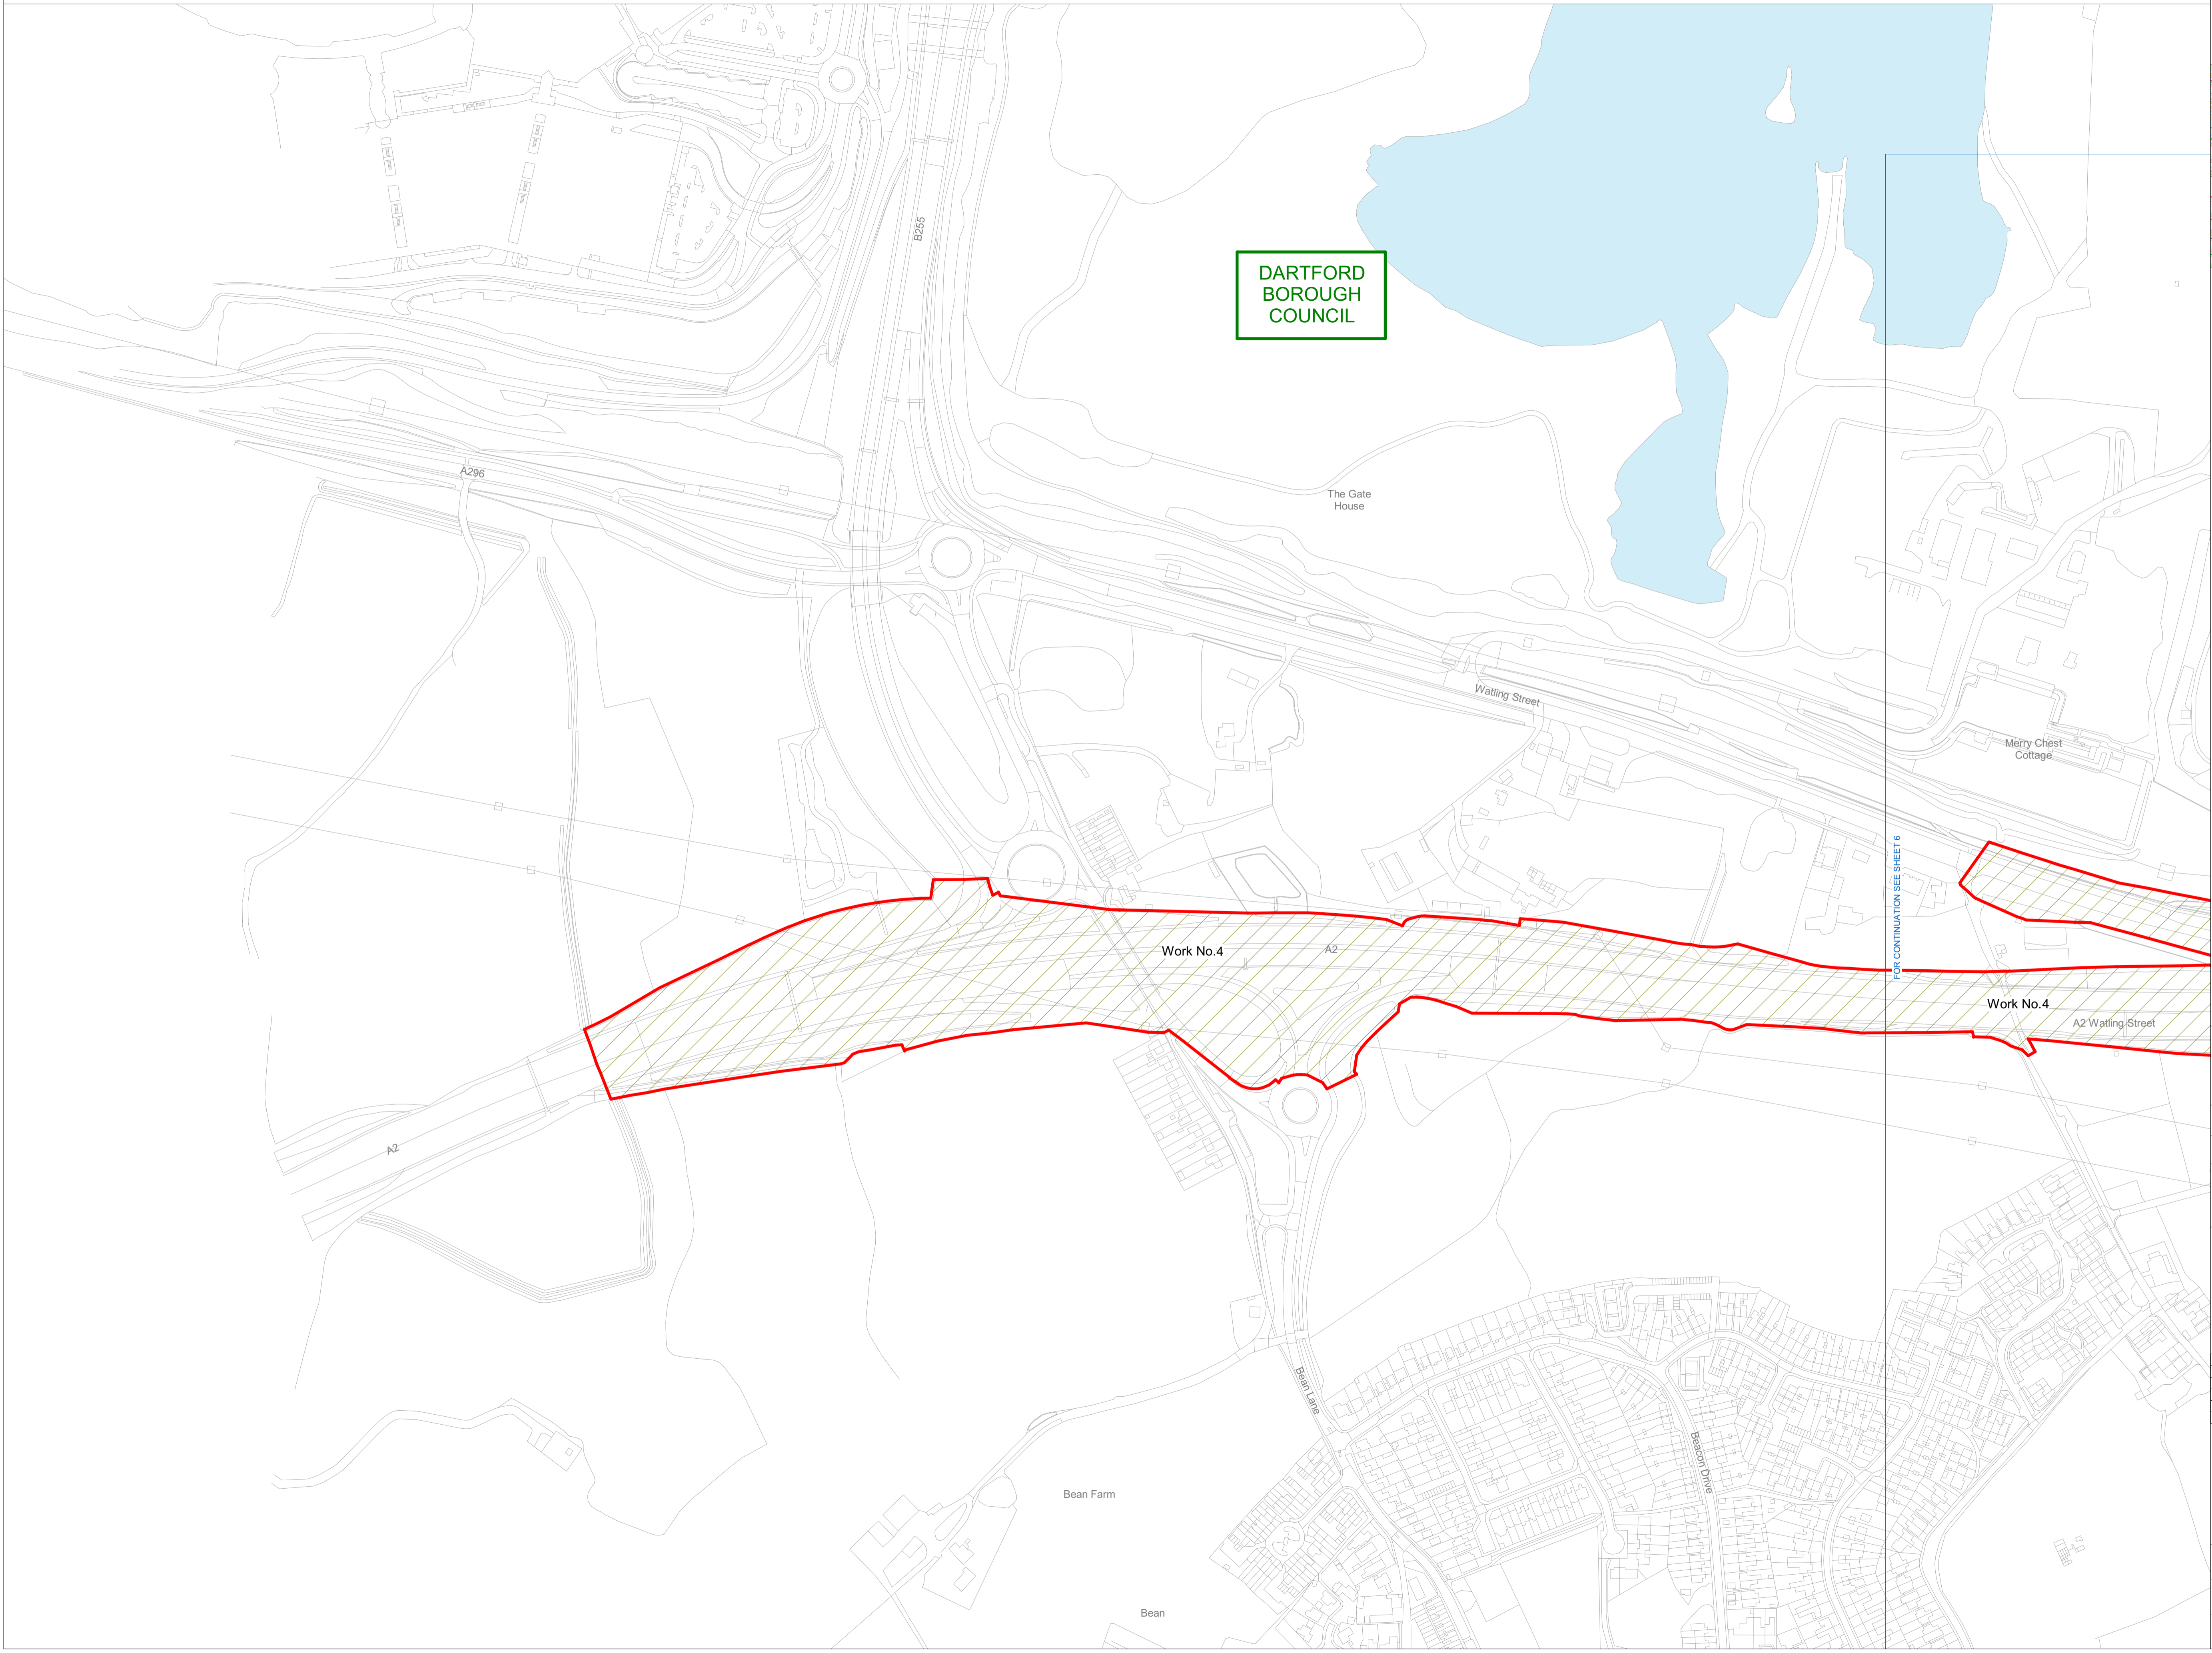 B255
DARTFORD
BOROUGH
COUNCIL
A296
The Gate
House
Watling Street
Merry Chest
Cottage
FOR CONTINUATION SEE SHEET 6
Work No.4
A2
Work No.4
A2 Watling Street
A2
Bean Lane
Beacon Drive
Bean Farm
Bean